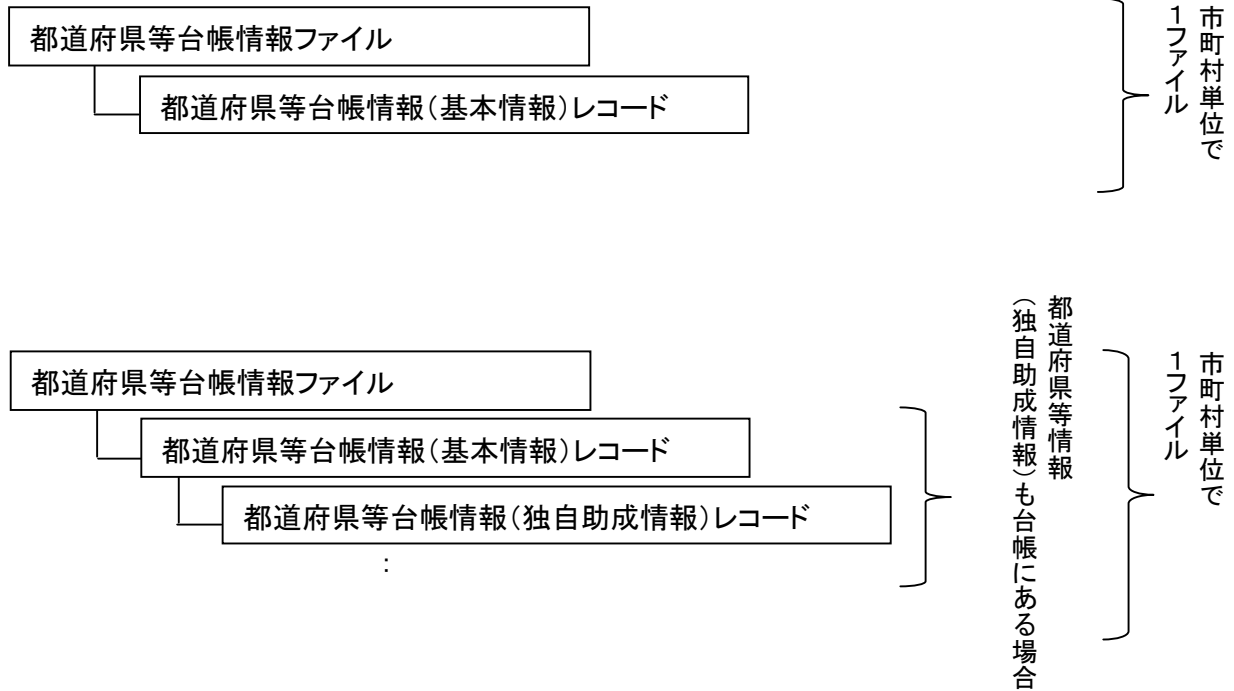 都道府県等台帳情報ファイル
都道府県等台帳情報（基本情報）レコード
市町村単位で
１ファイル
都道府県等台帳情報ファイル
都道府県等台帳情報（基本情報）レコード
都道府県等台帳情報（独自助成情報）レコード
：
都道府県等情報
（独自助成情報）も台帳にある場合
市町村単位で
１ファイル